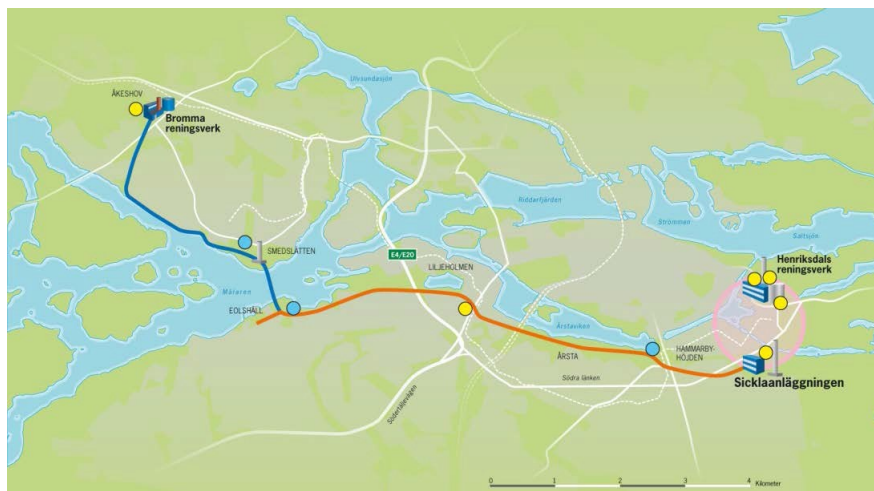 Ulvsundasjön
ÅKESHOV
Bromma
reningsverk
Riddarfjärden
Strömmen
Saltsjön
SMEDSLÄTTEN
E4/E20
LILJEHOLMEN
Henriksdals
reningsverk
Mälaren
EOLSHÄLL
Årstaviken
HAMMARBY-
HÖJDEN
ÅRSTA
Södra länken
Sicklaanläggningen
Södertäljevägen
0 1 2 3 4 Kilometer